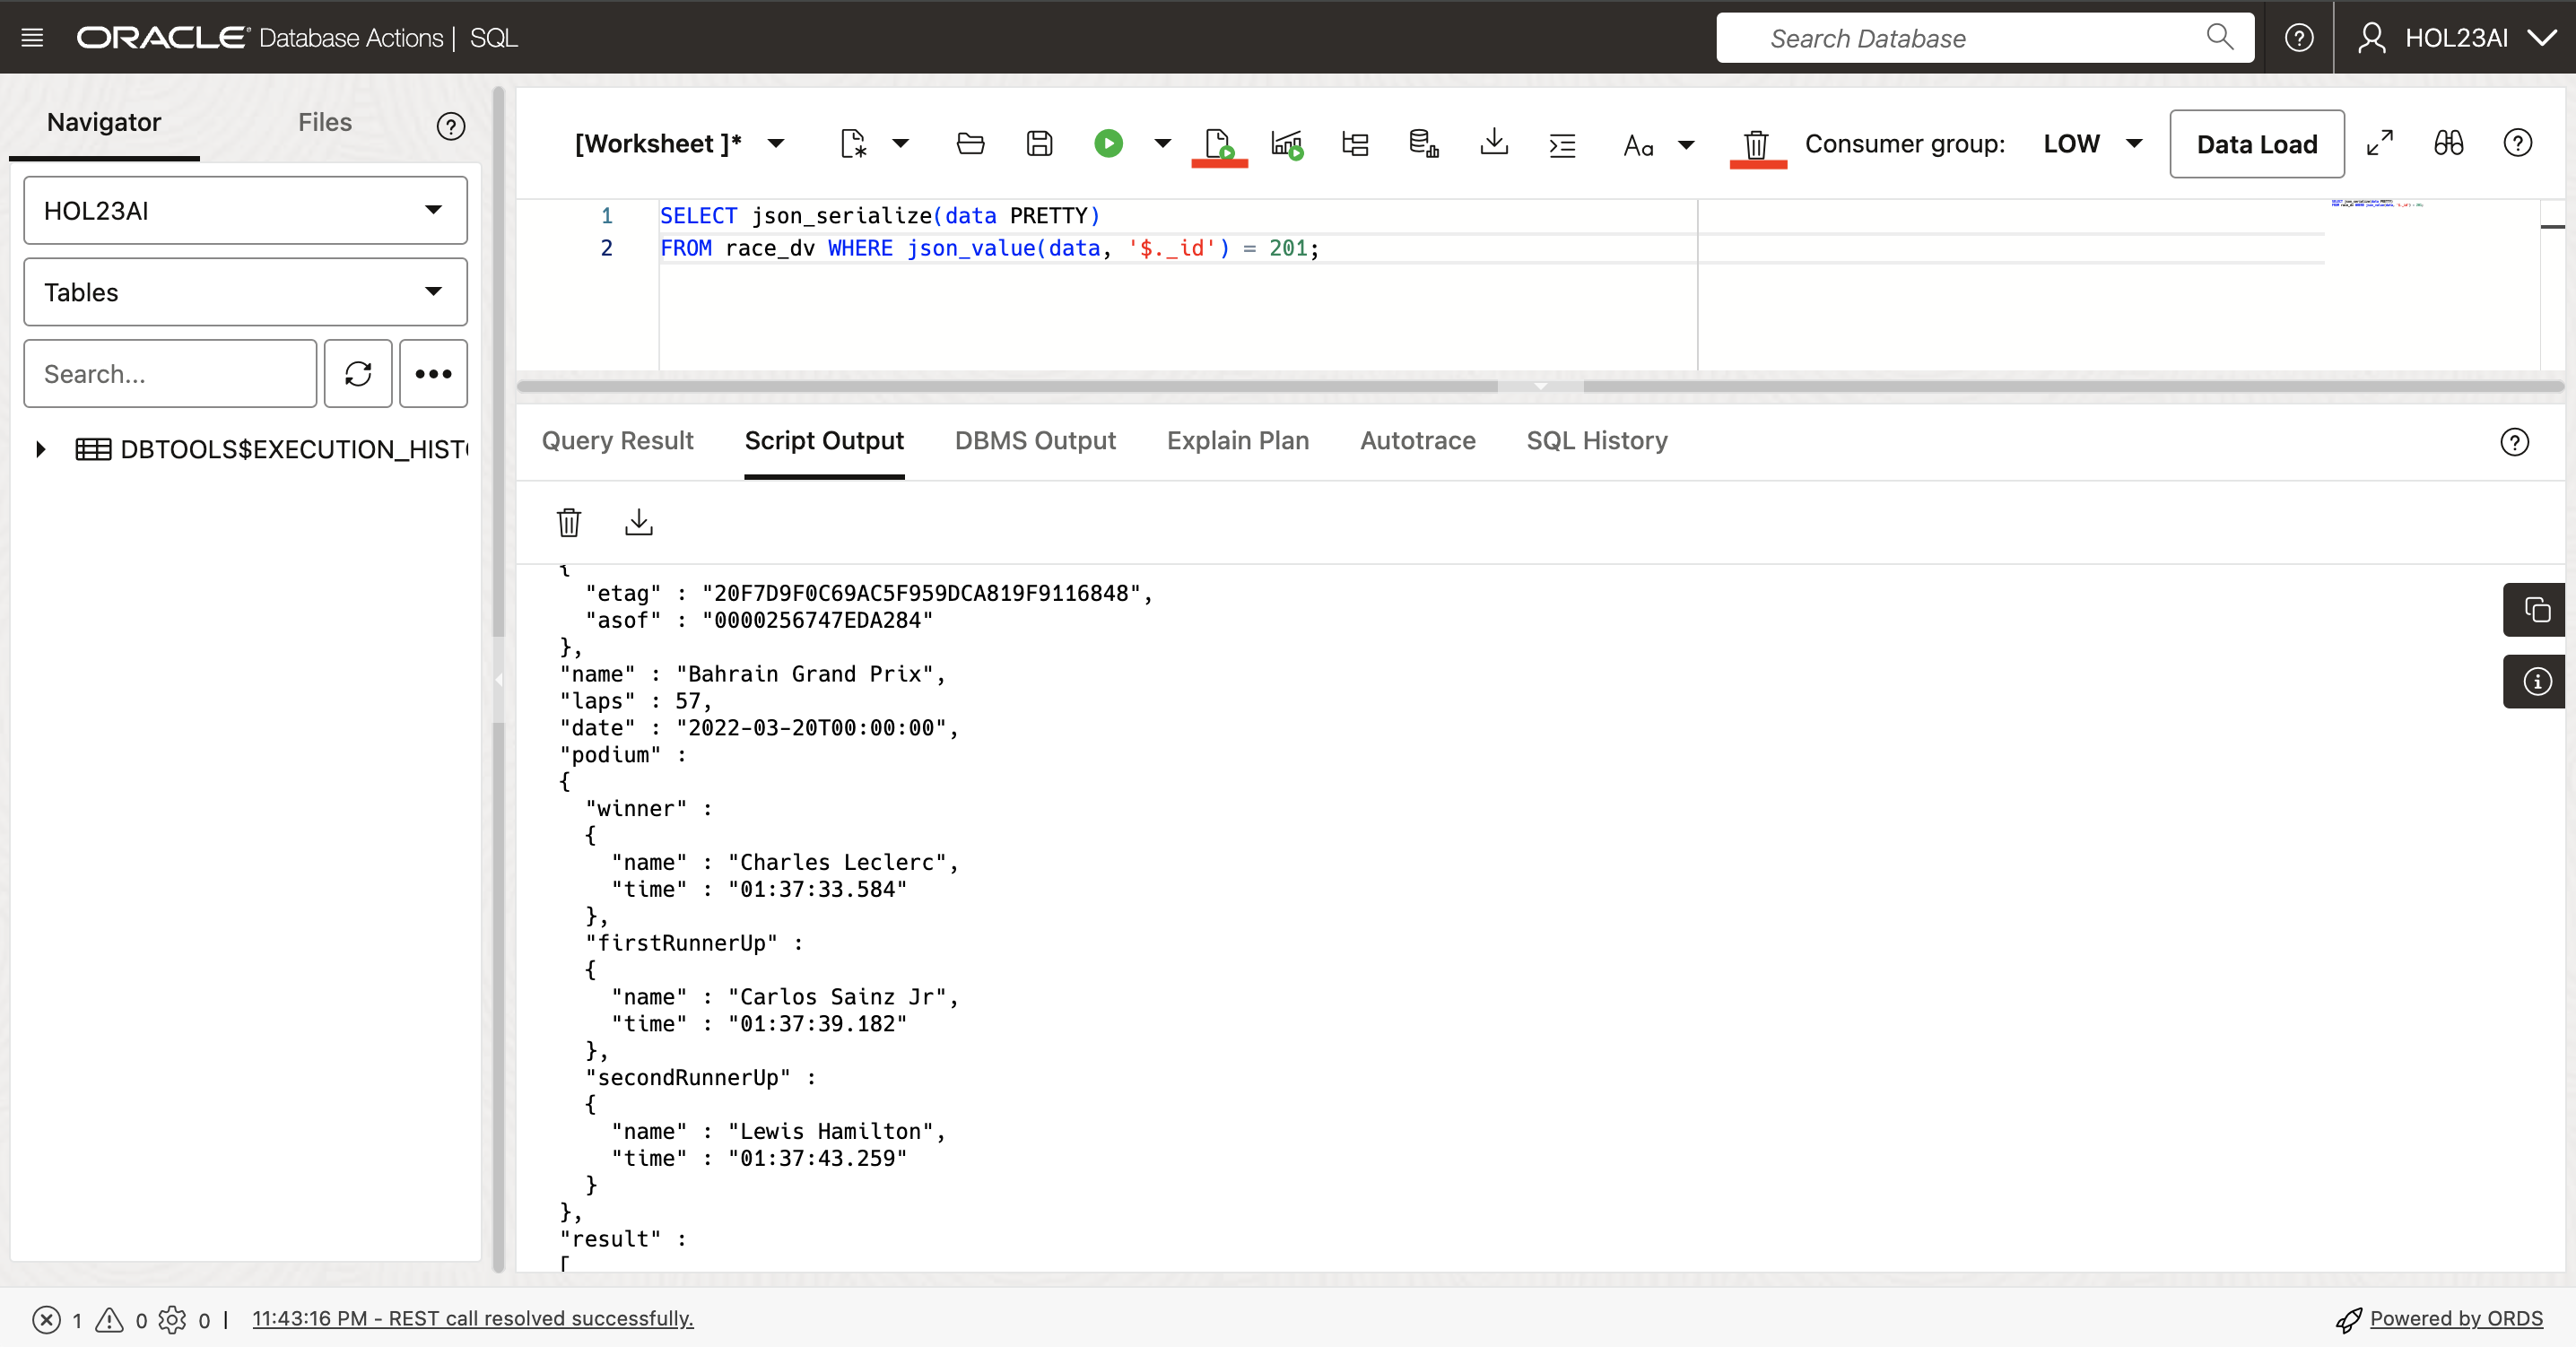 ORACLE Database Actions | SQL
Search Database
HOL23AI
Navigator
Files
HOL23AI
Tables
Search...
DBTOOLS$EXECUTION_HIST
[Worksheet ]*
Aa
Consumer group:
LOW
Data Load
1 SELECT json_serialize(data PRETTY)
2 FROM race_dv WHERE json_value(data, '$._id') = 201;
Query Result
Script Output
DBMS Output
Explain Plan
Autotrace
SQL History
{
"etag" : "20F7D9F0C69AC5F959DCA819F9116848",
"asof" : "0000256747EDA284"
},
"name" : "Bahrain Grand Prix",
"laps" : 57,
"date" : "2022-03-20T00:00:00",
"podium" :
{
"winner" :
{
"name" : "Charles Leclerc",
"time" : "01:37:33.584"
},
"firstRunnerUp" :
{
"name" : "Carlos Sainz Jr",
"time" : "01:37:39.182"
},
"secondRunnerUp" :
{
"name" : "Lewis Hamilton",
"time" : "01:37:43.259"
}
},
"result" :
[
1 0 0 | 11:43:16 PM - REST call resolved successfully.
Powered by ORDS